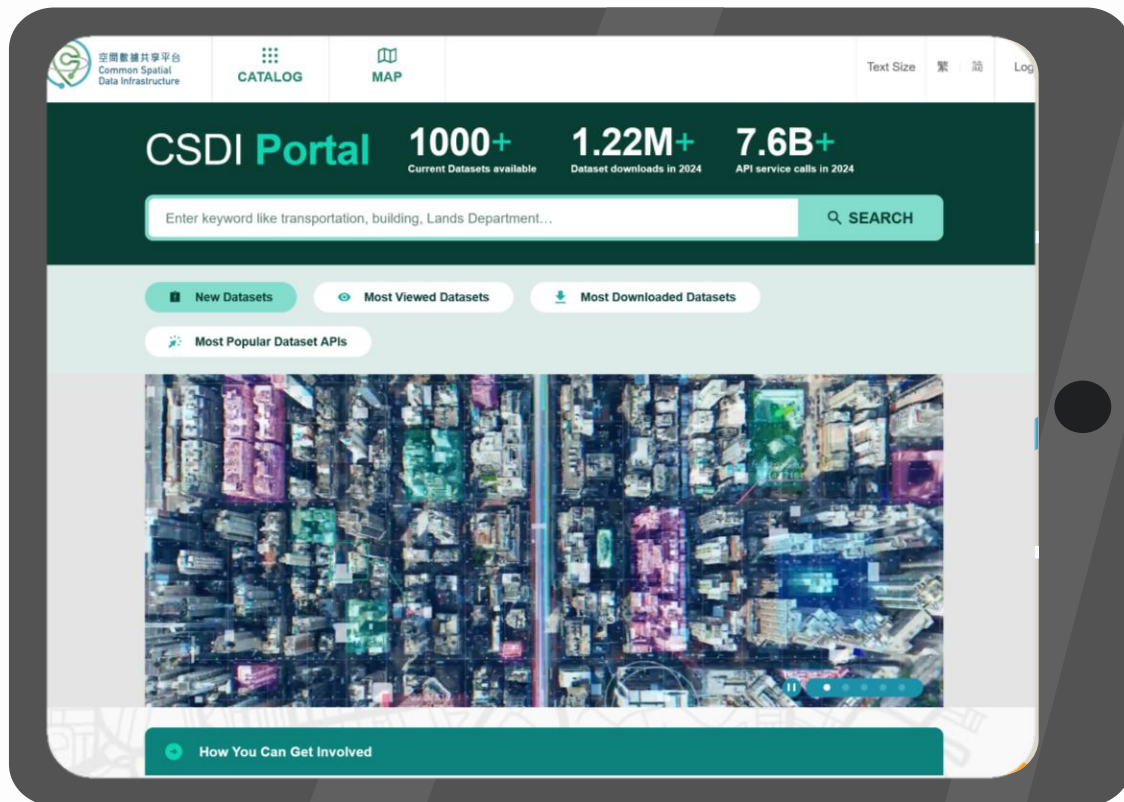 空間數據共享平台
Common Spatial
Data Infrastructure
CATALOG
MAP
Text Size
繁
簡
Log
CSDI Portal
1000+
Current Datasets available
1.22M+
Dataset downloads in 2024
7.6B+
API service calls in 2024
Enter keyword like transportation, building, Lands Department...
SEARCH
New Datasets
Most Viewed Datasets
Most Downloaded Datasets
Most Popular Dataset APIs
How You Can Get Involved